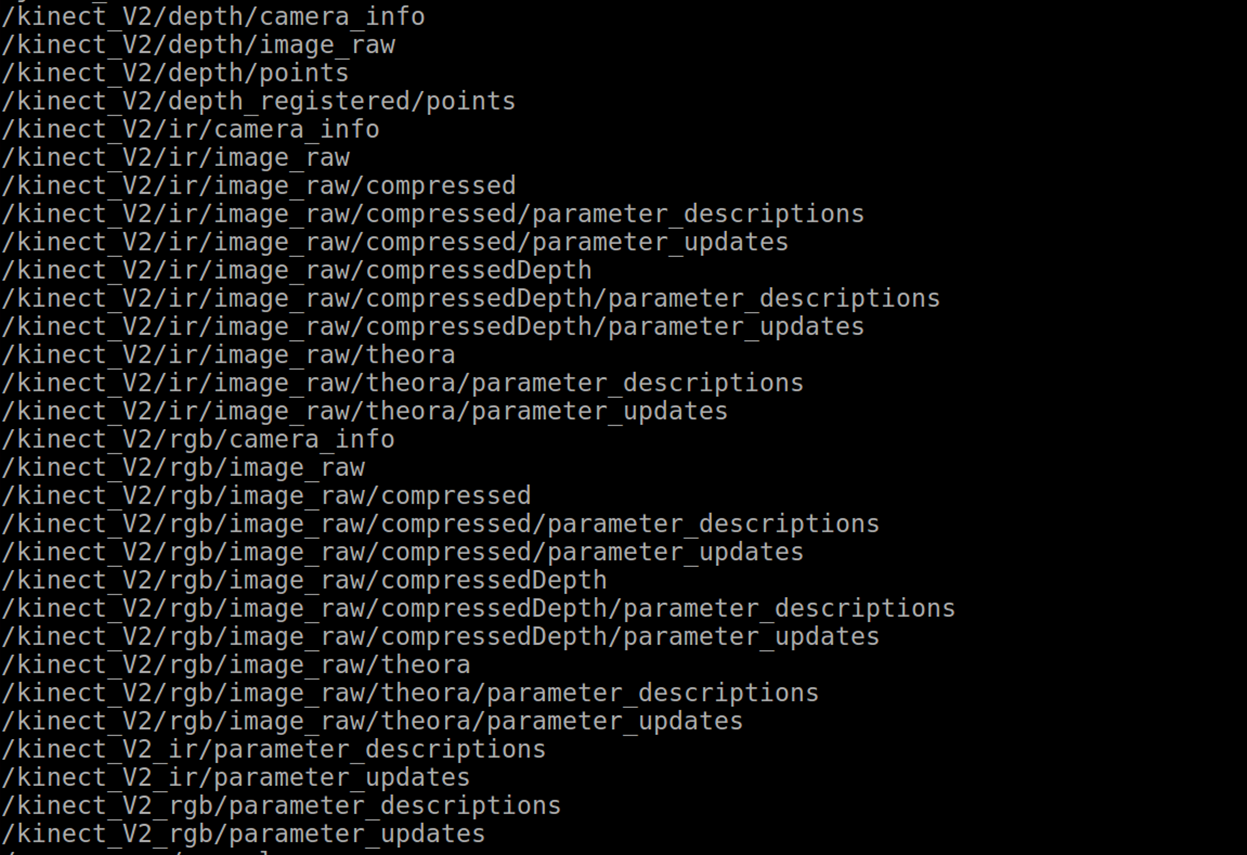 /kinect_V2/depth/camera_info
/kinect_V2/depth/image_raw
/kinect_V2/depth/points
/kinect_V2/depth_registered/points
/kinect_V2/ir/camera_info
/kinect_V2/ir/image_raw
/kinect_V2/ir/image_raw/compressed
/kinect_V2/ir/image_raw/compressed/parameter_descriptions
/kinect_V2/ir/image_raw/compressed/parameter_updates
/kinect_V2/ir/image_raw/compressedDepth
/kinect_V2/ir/image_raw/compressedDepth/parameter_descriptions
/kinect_V2/ir/image_raw/compressedDepth/parameter_updates
/kinect_V2/ir/image_raw/theora
/kinect_V2/ir/image_raw/theora/parameter_descriptions
/kinect_V2/ir/image_raw/theora/parameter_updates
/kinect_V2/rgb/camera_info
/kinect_V2/rgb/image_raw
/kinect_V2/rgb/image_raw/compressed
/kinect_V2/rgb/image_raw/compressed/parameter_descriptions
/kinect_V2/rgb/image_raw/compressed/parameter_updates
/kinect_V2/rgb/image_raw/compressedDepth
/kinect_V2/rgb/image_raw/compressedDepth/parameter_descriptions
/kinect_V2/rgb/image_raw/compressedDepth/parameter_updates
/kinect_V2/rgb/image_raw/theora
/kinect_V2/rgb/image_raw/theora/parameter_descriptions
/kinect_V2/rgb/image_raw/theora/parameter_updates
/kinect_V2_ir/parameter_descriptions
/kinect_V2_ir/parameter_updates
/kinect_V2_rgb/parameter_descriptions
/kinect_V2_rgb/parameter_updates